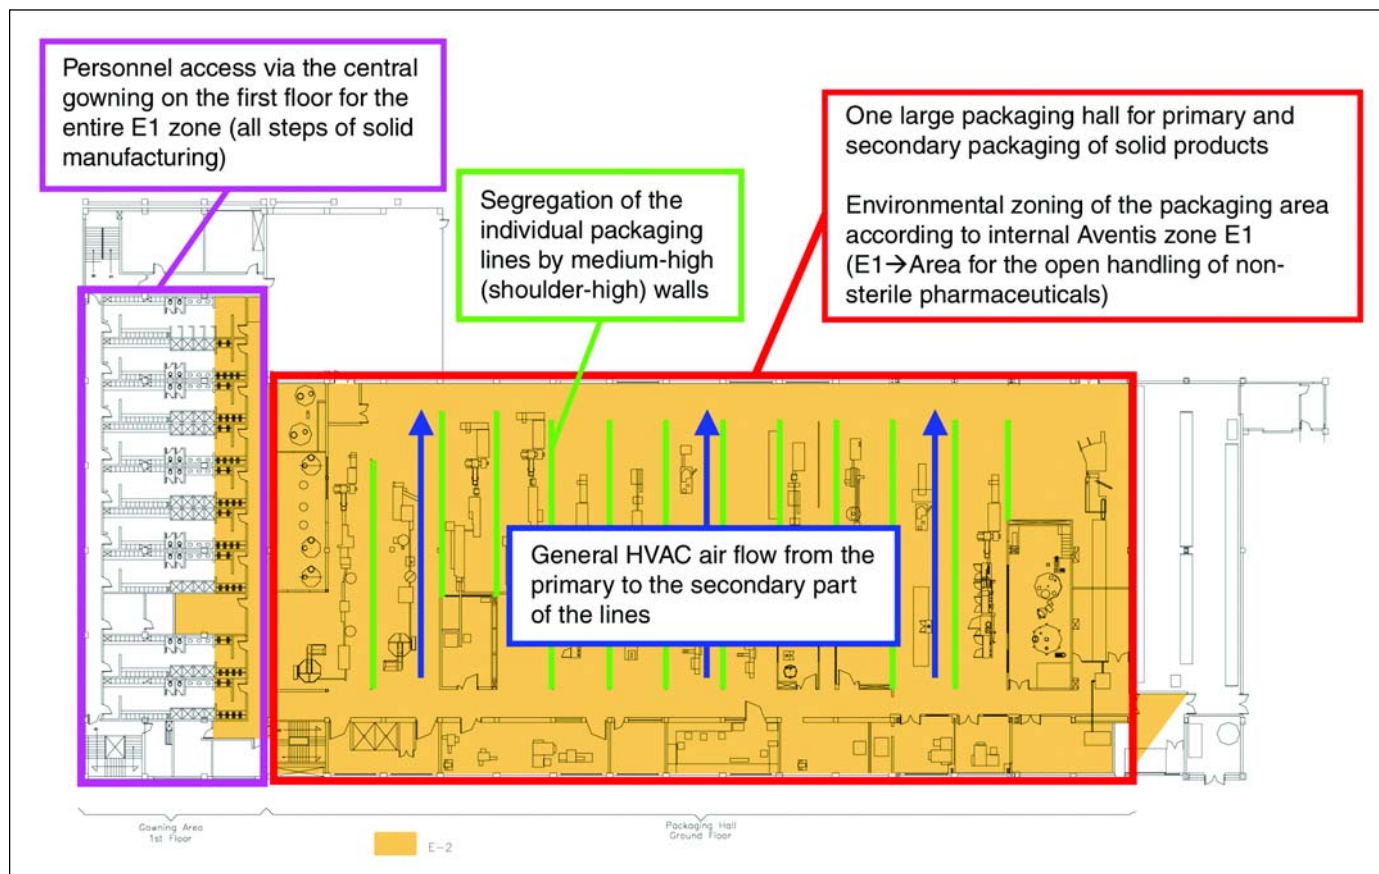 Personnel access via the central
gowning on the first floor for the
entire E1 zone (all steps of solid
manufacturing)
Segregation of the
individual packaging
lines by medium-high
(shoulder-high) walls
One large packaging hall for primary and
secondary packaging of solid products
Environmental zoning of the packaging area
according to internal Aventis zone E1
(E1→Area for the open handling of non-
sterile pharmaceuticals)
General HVAC air flow from the
primary to the secondary part
of the lines
Gowning Area
1st Floor
Packaging Hall
Ground Floor
E-2